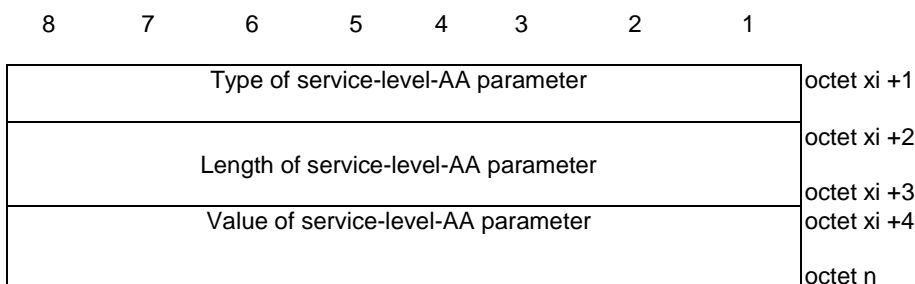 8 7 6 5 4 3 2 1
Type of service-level-AA parameter octet xi +1
octet xi +2
Length of service-level-AA parameter
octet xi +3
Value of service-level-AA parameter octet xi +4
octet n